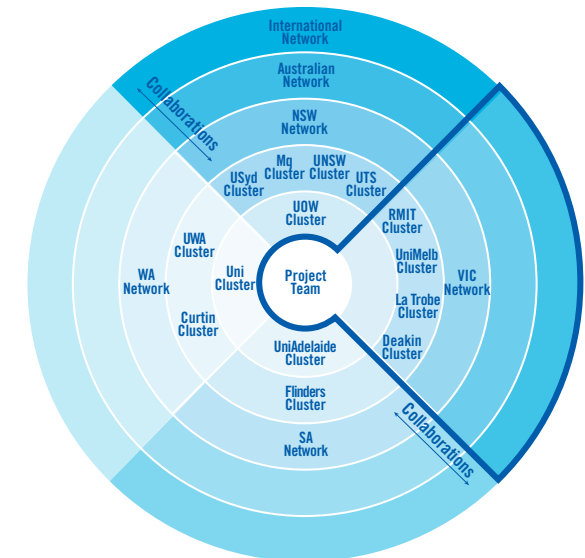 International
Network
Australian
Network
Collaborations
NSW
Network
USyd
Cluster
Mq
Cluster
UNSW
Cluster
UTS
Cluster
UOW
Cluster
RMIT
Cluster
UWA
Cluster
UniMelb
Cluster
WA
Network
Uni
Cluster
Project
Team
VIC
Network
La Trobe
Cluster
Curtin
Cluster
Deakin
Cluster
UniAdelaide
Cluster
Flinders
Cluster
Collaborations
SA
Network